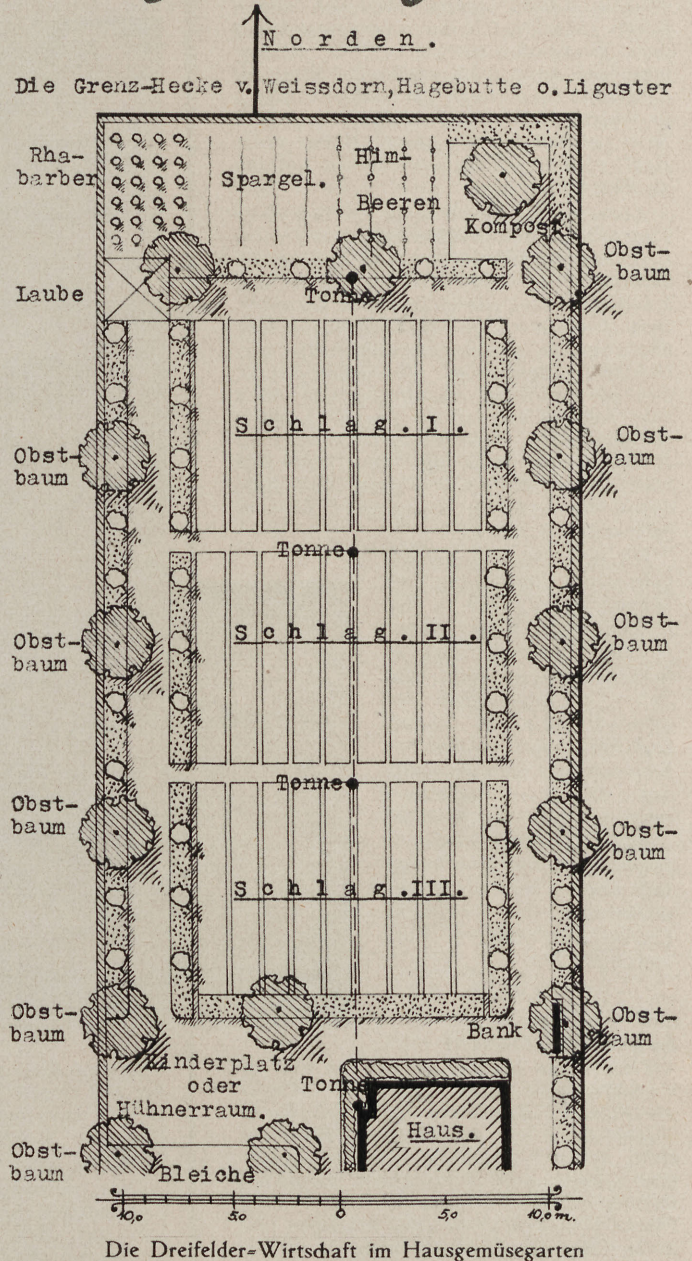 Norden.
Die Grenz-Hecke v. Weissdorn, Hagebutte o. Liguster
Rha-
barber
Spargel.
Him-
Beeren
Kompost
Obst-
baum
Laube
Tonne
Schlag. I.
Obst-
baum
Obst-
baum
Tonne
Schlag. II.
Obst-
baum
Obst-
baum
Tonne
Obst-
baum
Obst-
baum
Schlag. III.
Obst-
baum
Bank
Obst-
baum
Kinderplatz
oder
Hühnerraum.
Tonne
Haus.
Obst-
baum
Bleiche
10,0 5,0 0 5,0 10,0 m.
Die Dreifelder-Wirtschaft im Hausgemüsegarten